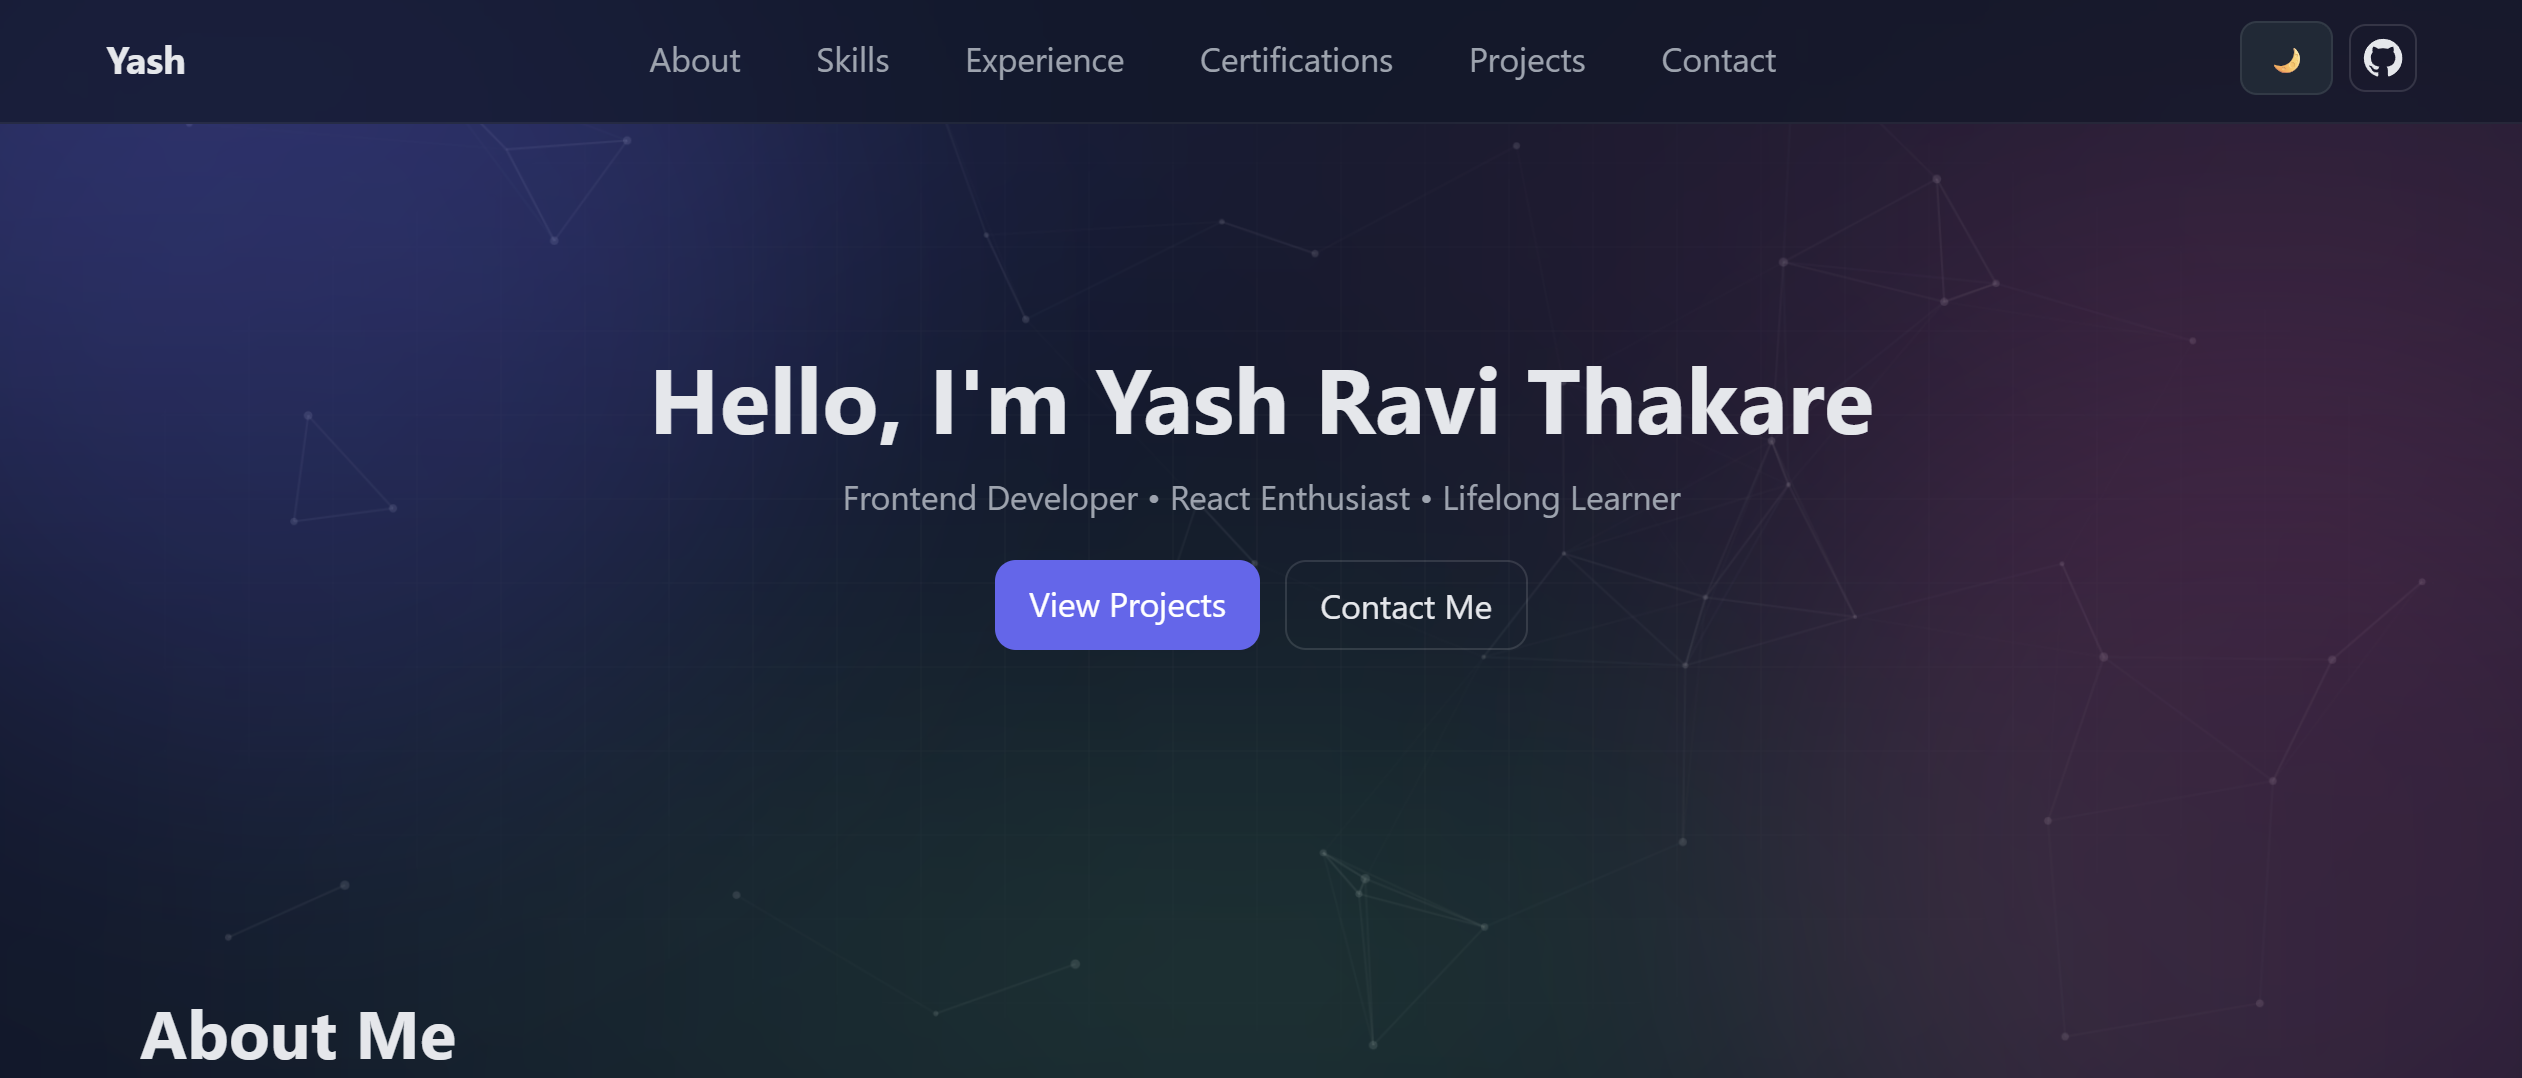 Yash
About Skills Experience Certifications Projects Contact
Hello, I'm Yash Ravi Thakare
Frontend Developer • React Enthusiast • Lifelong Learner
View Projects Contact Me
About Me